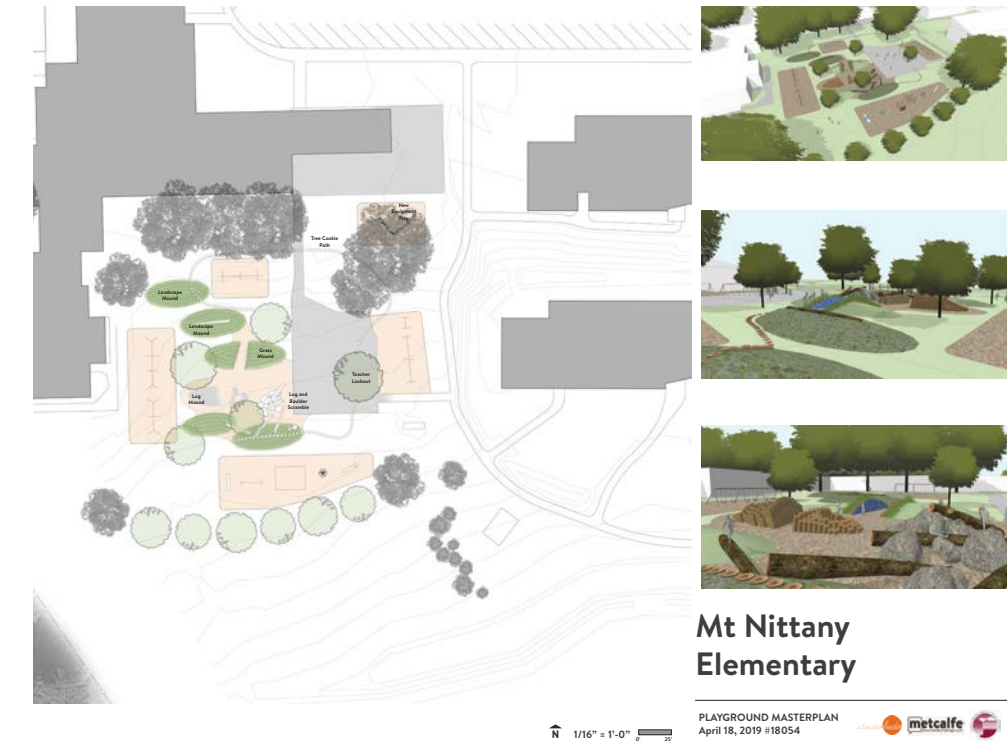 New
Equipment
Play
Tree Cookie
Path
Landscape
Mound
Landscape
Mound
Grass
Mound
Teacher
Lookout
Log
Mound
Log and
Boulder
Scramble
Mt Nittany
Elementary
PLAYGROUND MASTERPLAN
April 18, 2019 #18054
metcalfe
N
1/16" = 1'-0"
0'
25'